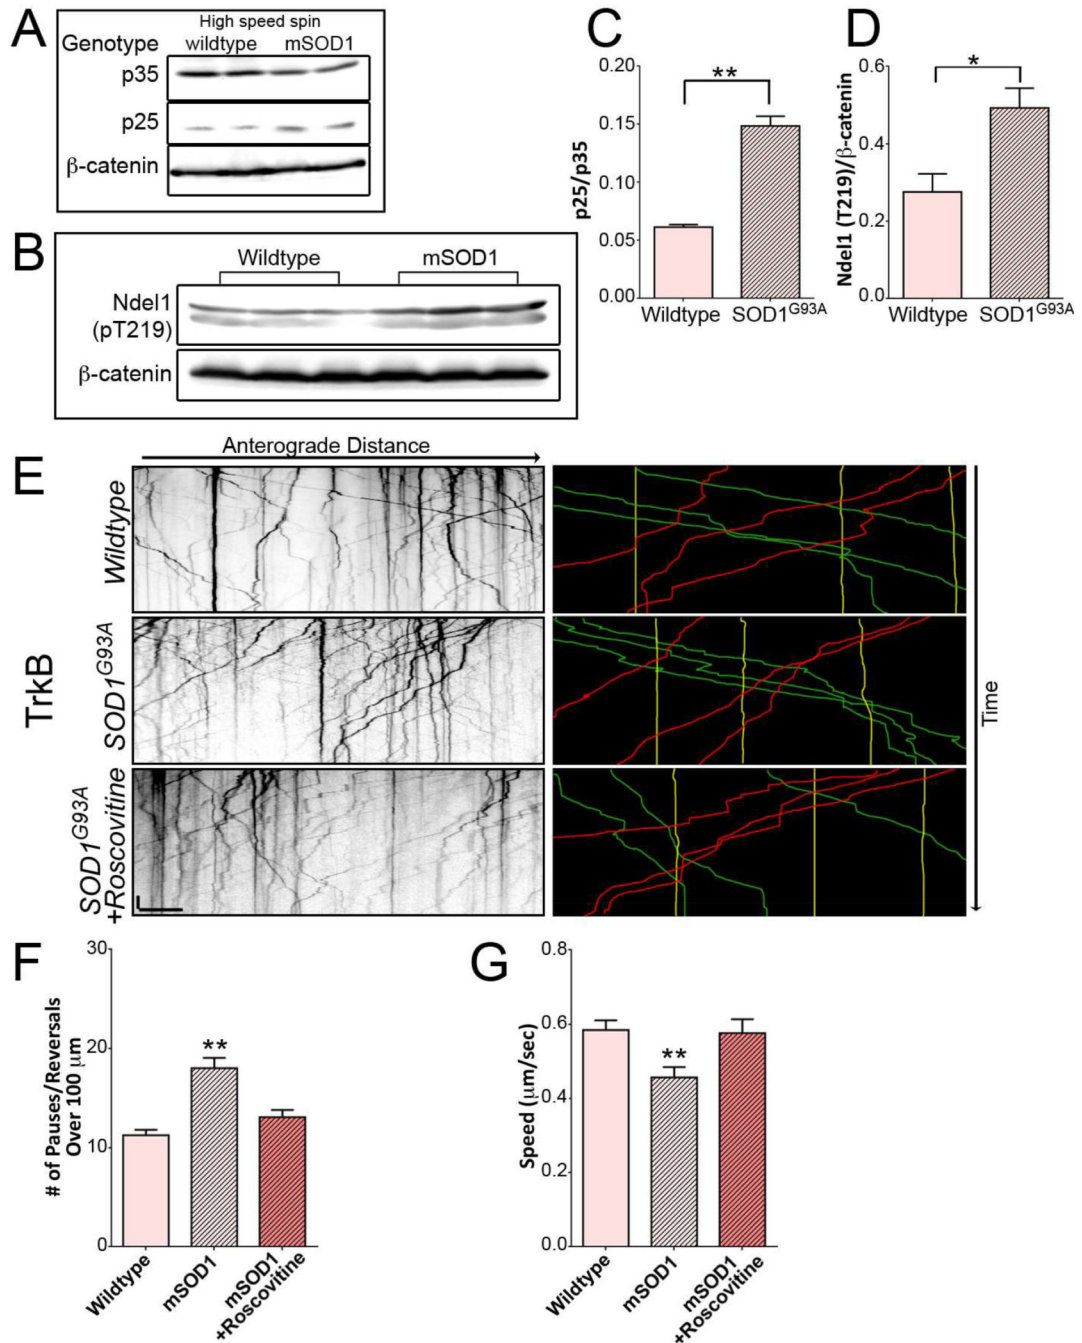 A
High speed spin
Genotype wildtype mSOD1
p35
p25
β-catenin
B
Wildtype mSOD1
Ndel1
(pT219)
β-catenin
C
p25/p35
0.20
0.15
0.10
0.05
0.00
**
Wildtype SOD1G93A
D
Ndel1 (T219)/β-catenin
0.6
0.4
0.2
0.0
*
Wildtype SOD1G93A
E
Anterograde Distance
TrkB
Wildtype
SOD1G93A
SOD1G93A
+Roscovitine
Time
F
# of Pauses/Reversals
Over 100 μm
30
20
10
0
**
Wildtype
mSOD1
mSOD1
+Roscovitine
G
Speed (μm/sec)
0.8
0.6
0.4
0.2
0.0
**
Wildtype
mSOD1
mSOD1
+Roscovitine